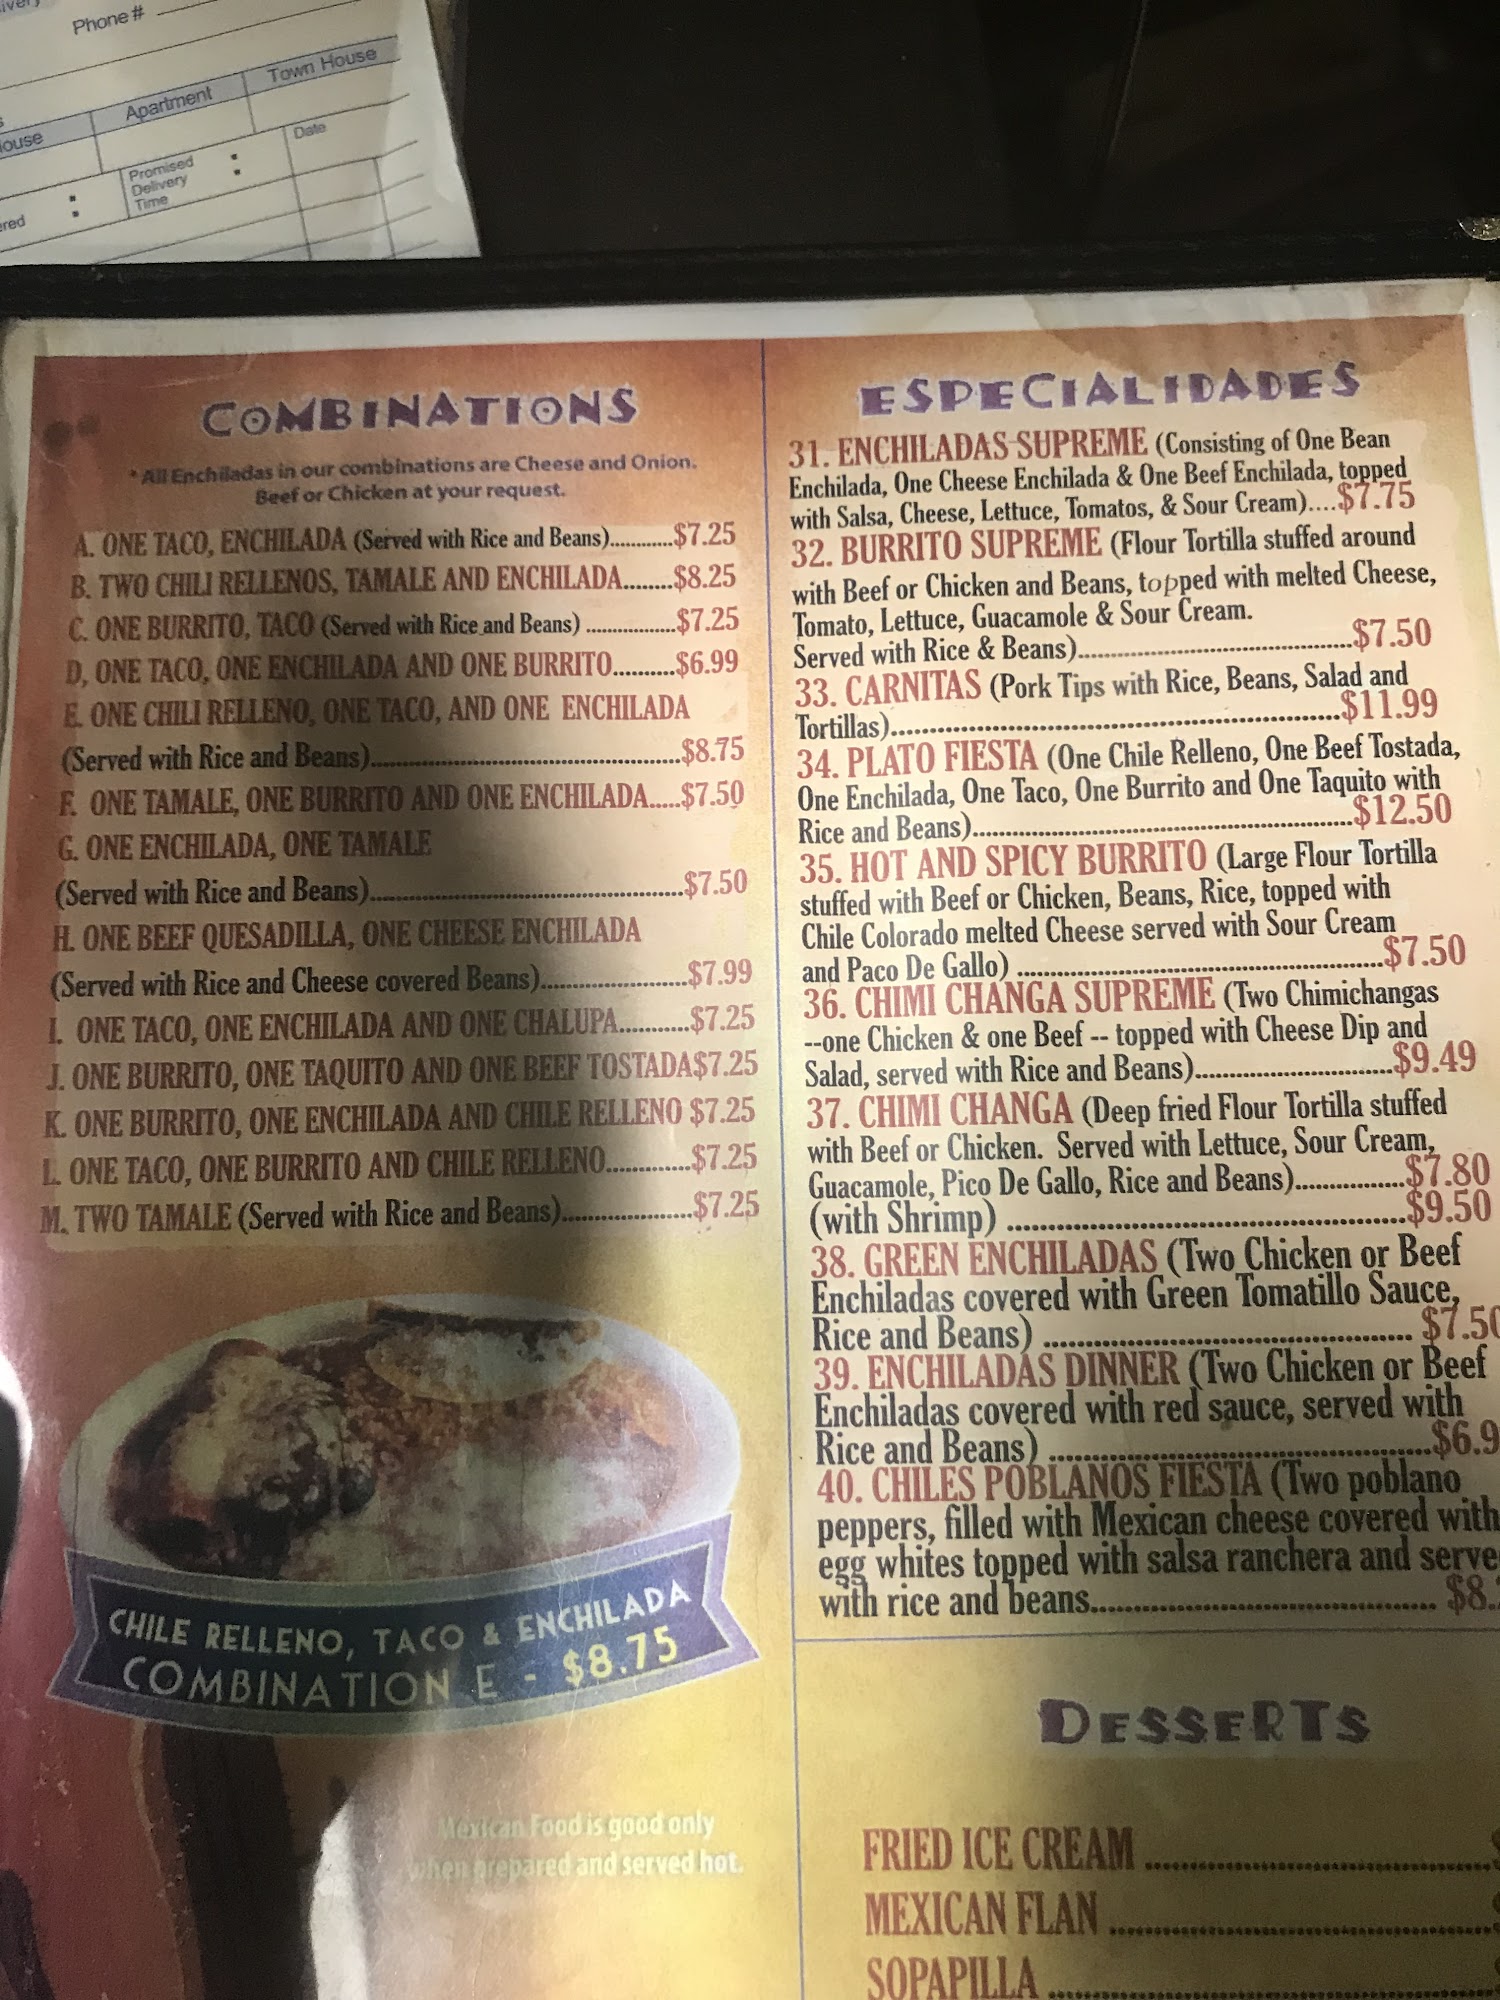 Phone #
Apartment
Town House
Date
Promised
Delivery
Time
COMBINATIONS
* All Enchiladas in our combinations are Cheese and Onion.
Beef or Chicken at your request.
A. ONE TACO, ENCHILADA (Served with Rice and Beans)............$7.25
B. TWO CHILI RELLENOS, TAMALE AND ENCHILADA........$8.25
C. ONE BURRITO, TACO (Served with Rice and Beans) .................$7.25
D, ONE TACO, ONE ENCHILADA AND ONE BURRITO..........$6.99
E. ONE CHILI RELLENO, ONE TACO, AND ONE ENCHILADA
(Served with Rice and Beans)..................................................$8.75
F. ONE TAMALE, ONE BURRITO AND ONE ENCHILADA.....$7.50
G. ONE ENCHILADA, ONE TAMALE
(Served with Rice and Beans)..................................................$7.50
H. ONE BEEF QUESADILLA, ONE CHEESE ENCHILADA
(Served with Rice and Cheese covered Beans)........................$7.99
I. ONE TACO, ONE ENCHILADA AND ONE CHALUPA...........$7.25
J. ONE BURRITO, ONE TAQUITO AND ONE BEEF TOSTADA$7.25
K. ONE BURRITO, ONE ENCHILADA AND CHILE RELLENO $7.25
L. ONE TACO, ONE BURRITO AND CHILE RELLENO.............$7.25
M. TWO TAMALE (Served with Rice and Beans).....................$7.25
CHILE RELLENO, TACO & ENCHILADA
COMBINATION E - $8.75
Mexican Food is good only
when prepared and served hot.
ESPECIALIDADES
31. ENCHILADAS SUPREME (Consisting of One Bean
Enchilada, One Cheese Enchilada & One Beef Enchilada, topped
with Salsa, Cheese, Lettuce, Tomatos, & Sour Cream)....$7.75
32. BURRITO SUPREME (Flour Tortilla stuffed around
with Beef or Chicken and Beans, topped with melted Cheese,
Tomato, Lettuce, Guacamole & Sour Cream.
Served with Rice & Beans)..............................................$7.50
33. CARNITAS (Pork Tips with Rice, Beans, Salad and
Tortillas)..........................................................................$11.99
34. PLATO FIESTA (One Chile Relleno, One Beef Tostada,
One Enchilada, One Taco, One Burrito and One Taquito with
Rice and Beans)...............................................................$12.50
35. HOT AND SPICY BURRITO (Large Flour Tortilla
stuffed with Beef or Chicken, Beans, Rice, topped with
Chile Colorado melted Cheese served with Sour Cream
and Paco De Gallo) ..........................................................$7.50
36. CHIMI CHANGA SUPREME (Two Chimichangas
--one Chicken & one Beef -- topped with Cheese Dip and
Salad, served with Rice and Beans)................................$9.49
37. CHIMI CHANGA (Deep fried Flour Tortilla stuffed
with Beef or Chicken. Served with Lettuce, Sour Cream,
Guacamole, Pico De Gallo, Rice and Beans).................$7.80
(with Shrimp) ..................................................................$9.50
38. GREEN ENCHILADAS (Two Chicken or Beef
Enchiladas covered with Green Tomatillo Sauce,
Rice and Beans) ............................................................ $7.50
39. ENCHILADAS DINNER (Two Chicken or Beef
Enchiladas covered with red sauce, served with
Rice and Beans) ..............................................................$6.9
40. CHILES POBLANOS FIESTA (Two poblano
peppers, filled with Mexican cheese covered with
egg whites topped with salsa ranchera and serve
with rice and beans......................................................... $8.
DESSERTS
FRIED ICE CREAM ..........................................................
MEXICAN FLAN ...............................................................
SOPAPILLA .......................................................................